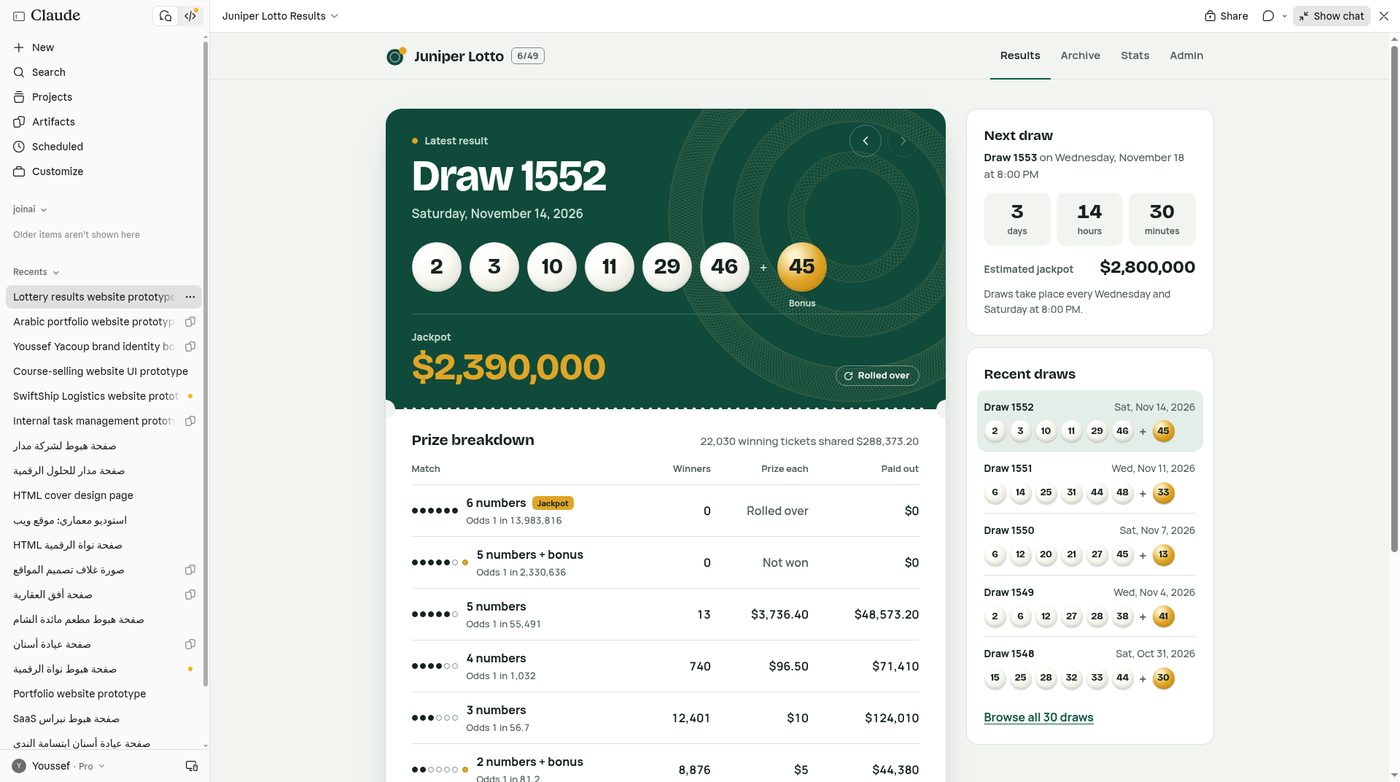 Claude
New
Search
Projects
Artifacts
Scheduled
Customize
joinai
Older items aren't shown here
Recents
Lottery results website prototype
Arabic portfolio website prototyp
Youssef Yacoup brand identity bo
Course-selling website UI prototype
SwiftShip Logistics website protot
Internal task management protot
صفحة هبوط لشركة مدار
صفحة مدار للحلول الرقمية
HTML cover design page
استوديو معماري: موقع ويب
صفحة نواة الرقمية HTML
صورة غلاف تصميم المواقع
صفحة أفق العقارية
صفحة هبوط مطعم مائدة الشام
صفحة عيادة أسنان
صفحة هبوط نواة الرقمية
Portfolio website prototype
صفحة هبوط نبراس SaaS
صفحة عيادة أسنان ابتسامة الندى
Y Youssef · Pro
Juniper Lotto Results
Share
Show chat
Juniper Lotto 6/49
Results Archive Stats Admin
Latest result
Draw 1552
Saturday, November 14, 2026
2 3 10 11 29 46 + 45
Bonus
Jackpot
$2,390,000
Rolled over
Prize breakdown
22,030 winning tickets shared $288,373.20
Match Winners Prize each Paid out
6 numbers Jackpot
Odds 1 in 13,983,816
0 Rolled over $0
5 numbers + bonus
Odds 1 in 2,330,636
0 Not won $0
5 numbers
Odds 1 in 55,491
13 $3,736.40 $48,573.20
4 numbers
Odds 1 in 1,032
740 $96.50 $71,410
3 numbers
Odds 1 in 56.7
12,401 $10 $124,010
2 numbers + bonus
Odds 1 in 81.2
8,876 $5 $44,380
Next draw
Draw 1553 on Wednesday, November 18
at 8:00 PM
3 14 30
days hours minutes
Estimated jackpot $2,800,000
Draws take place every Wednesday and
Saturday at 8:00 PM.
Recent draws
Draw 1552 Sat, Nov 14, 2026
2 3 10 11 29 46 + 45
Draw 1551 Wed, Nov 11, 2026
6 14 25 31 44 48 + 33
Draw 1550 Sat, Nov 7, 2026
6 12 20 21 27 45 + 13
Draw 1549 Wed, Nov 4, 2026
2 6 12 27 28 38 + 41
Draw 1548 Sat, Oct 31, 2026
15 25 28 32 33 44 + 30
Browse all 30 draws